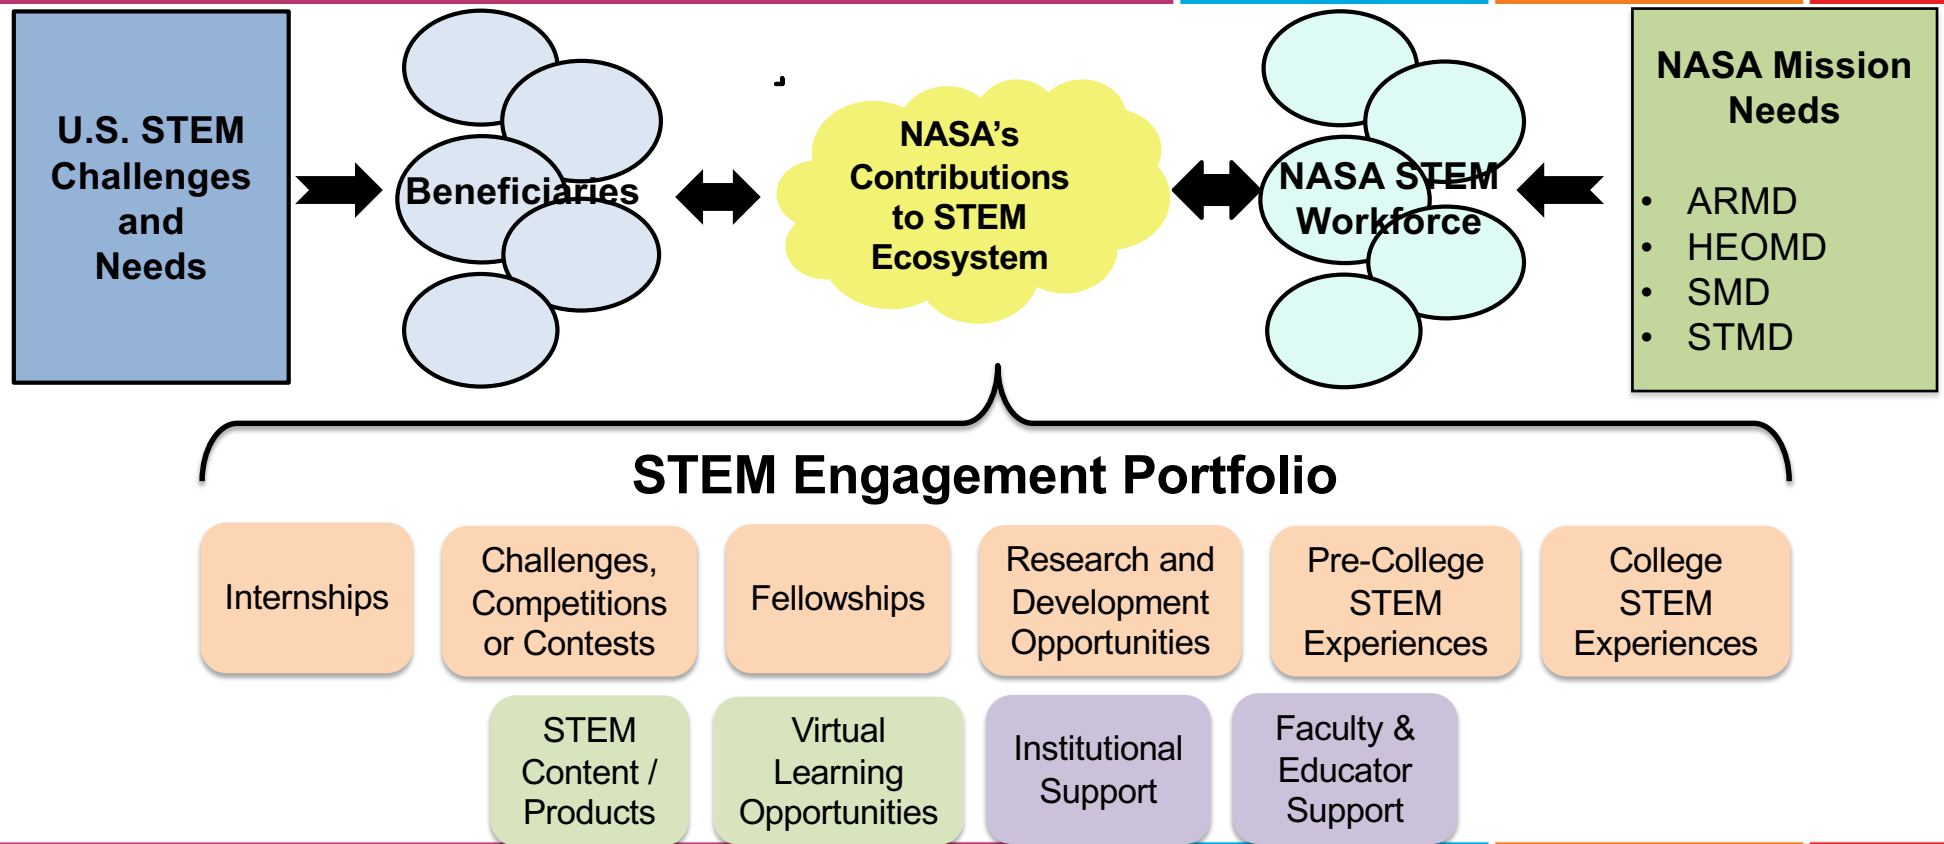 U.S. STEM
Challenges
and
Needs
Beneficiaries
NASA’s
Contributions
to STEM
Ecosystem
NASA STEM
Workforce
NASA Mission
Needs
• ARMD
• HEOMD
• SMD
• STMD
STEM Engagement Portfolio
Internships
Challenges,
Competitions
or Contests
Fellowships
Research and
Development
Opportunities
Pre-College
STEM
Experiences
College
STEM
Experiences
STEM
Content /
Products
Virtual
Learning
Opportunities
Institutional
Support
Faculty &
Educator
Support